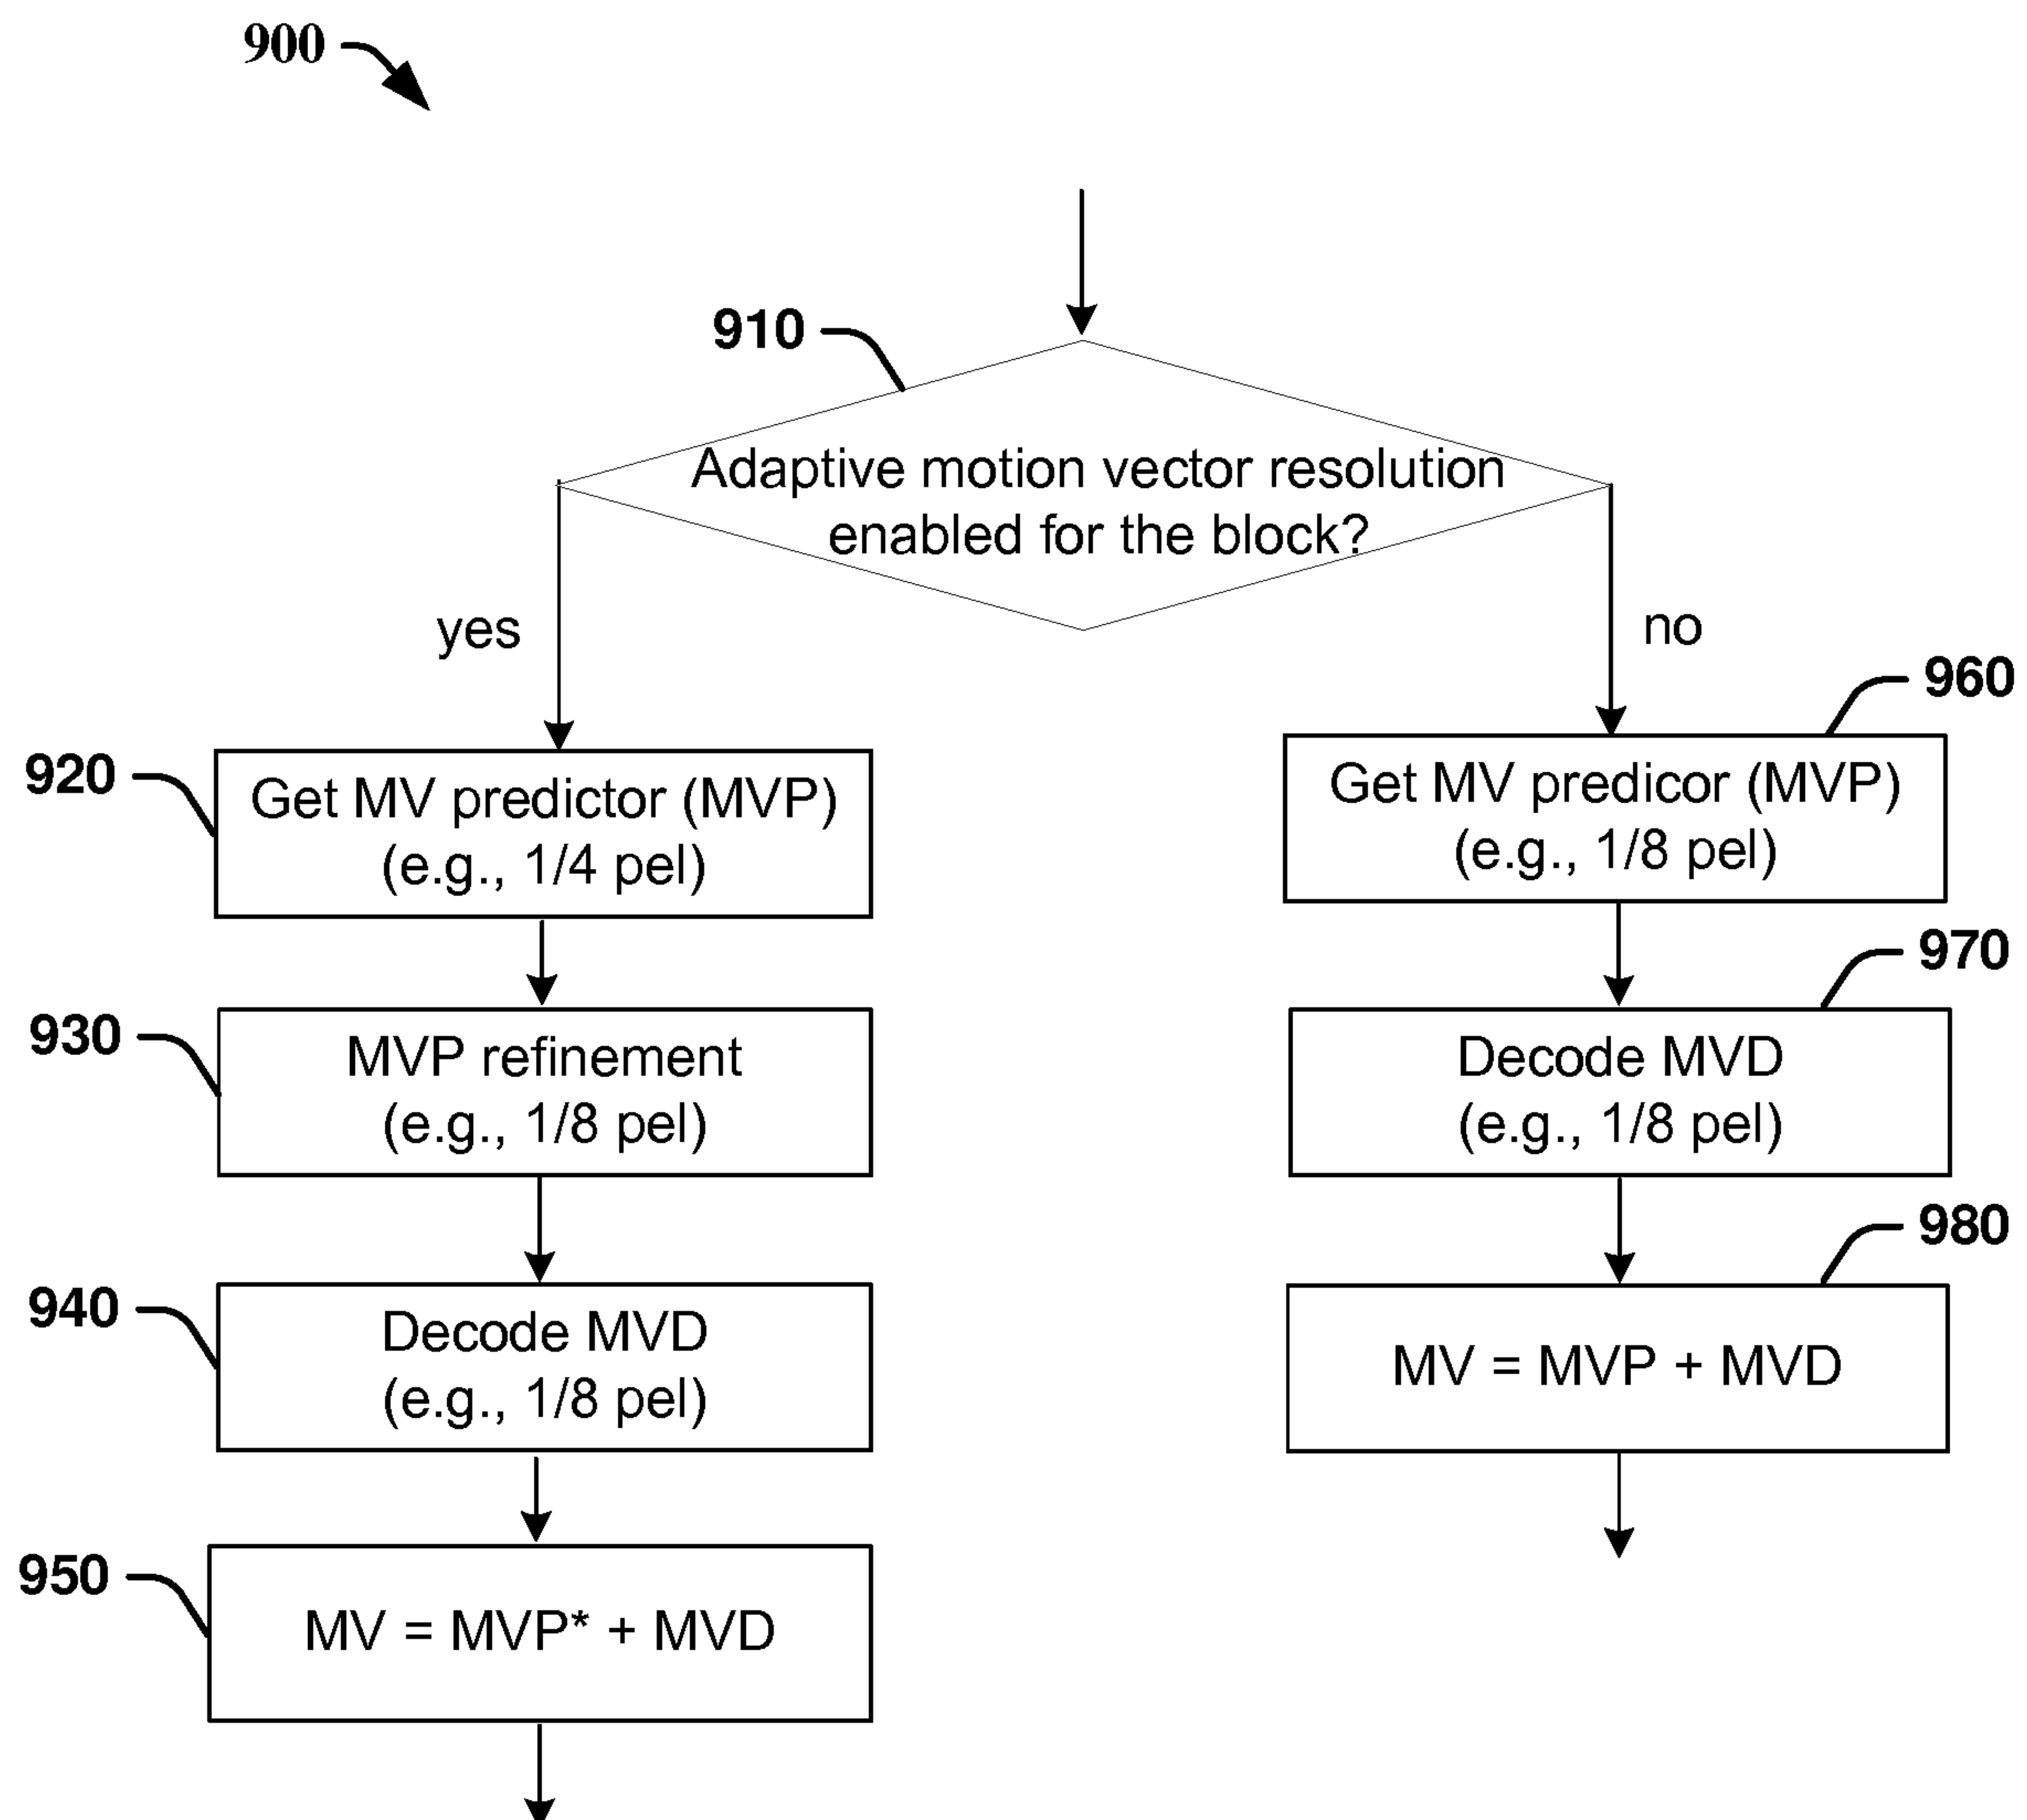 900
910
Adaptive motion vector resolution
enabled for the block?
yes
no
920
Get MV predictor (MVP)
(e.g., 1/4 pel)
930
MVP refinement
(e.g., 1/8 pel)
940
Decode MVD
(e.g., 1/8 pel)
950
MV = MVP* + MVD
960
Get MV predicor (MVP)
(e.g., 1/8 pel)
970
Decode MVD
(e.g., 1/8 pel)
980
MV = MVP + MVD